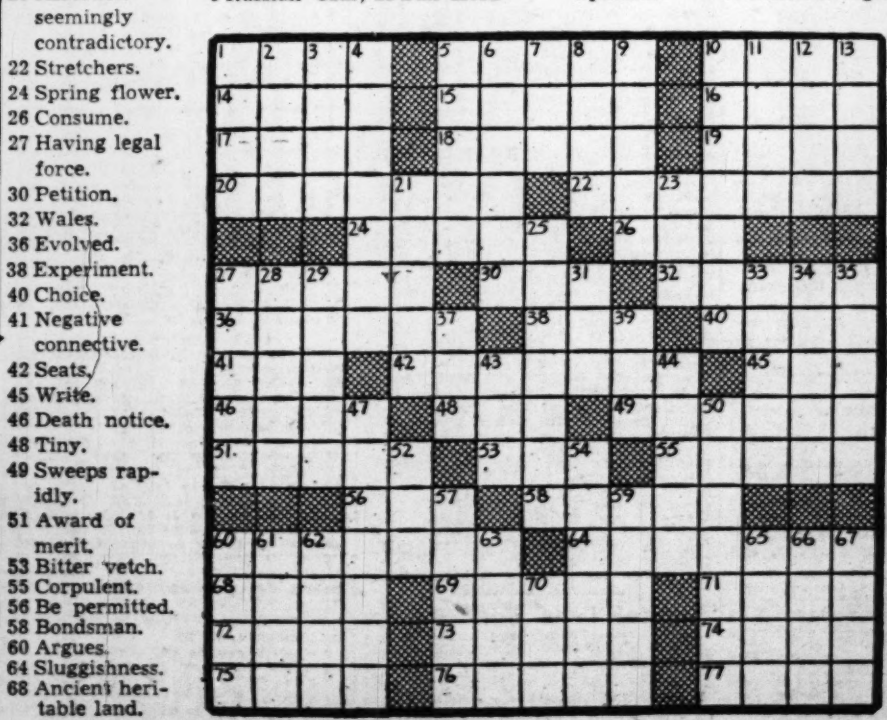 seemingly
contradictory.
22 Stretchers.
24 Spring flower.
26 Consume.
27 Having legal
force.
30 Petition.
32 Wales.
36 Evolved.
38 Experiment.
40 Choice.
41 Negative
connective.
42 Seats.
45 Write.
46 Death notice.
48 Tiny.
49 Sweeps rap-
idly.
51 Award of
merit.
53 Bitter vetch.
55 Corpulent.
56 Be permitted.
58 Bondsman.
60 Argues.
64 Sluggishness.
68 Ancient heri-
table land.
1 2 3 4 5 6 7 8 9 10 11 12 13
14 15 16
17 18 19
20 21 22 23
24 25 26
27 28 29 30 31 32 33 34 35
36 37 38 39 40
41 42 43 44 45
46 47 48 49 50
51 52 53 54 55
56 57 58 59
60 61 62 63 64 65 66 67
68 69 70 71
72 73 74
75 76 77